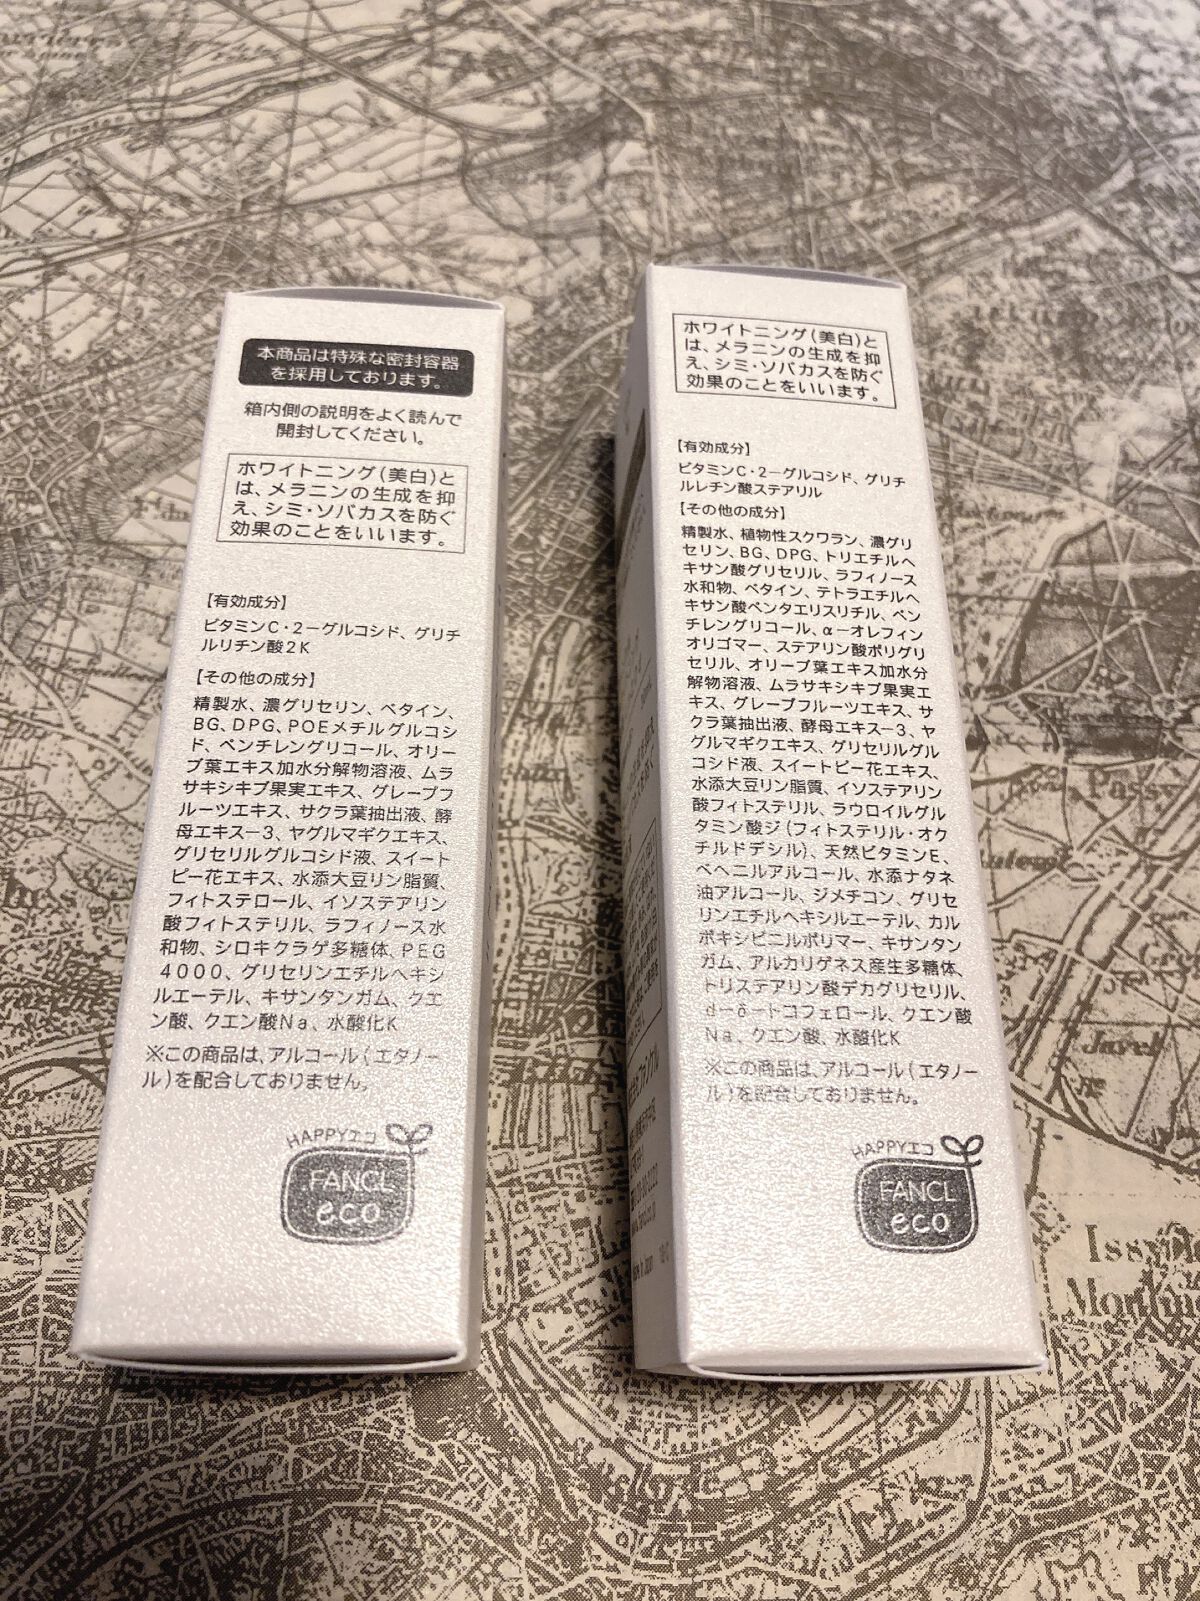 本商品は特殊な密封容器
を採用しております。
箱内側の説明をよく読んで
開封してください。
ホワイトニング(美白)と
は、メラニンの生成を抑
え、シミ・ソバカスを防ぐ
効果のことをいいます。
【有効成分】
ビタミンC・2−グルコシド、グリチ
ルリチン酸2K
【その他の成分】
精製水、濃グリセリン、ベタイン、
BG、DPG、POEメチルグルコシ
ド、ペンチレングリコール、オリー
ブ葉エキス加水分解物溶液、ムラ
サキシキブ果実エキス、グレープフ
ルーツエキス、サクラ葉抽出液、酵
母エキス−3、ヤグルマギクエキス、
グリセリルグルコシド液、スイート
ピー花エキス、水添大豆リン脂質、
フィトステロール、イソステアリン
酸フィトステリル、ラフィノース水
和物、シロキクラゲ多糖体、PEG
4000、グリセリンエチルヘキシ
ルエーテル、キサンタンガム、クエ
ン酸、クエン酸Na、水酸化K
※この商品は、アルコール(エタノー
ル)を配合しておりません。
HAPPYエコ
FANCL
eco
ホワイトニング(美白)と
は、メラニンの生成を抑
え、シミ・ソバカスを防ぐ
効果のことをいいます。
【有効成分】
ビタミンC・2−グルコシド、グリチ
ルレチン酸ステアリル
【その他の成分】
精製水、植物性スクワラン、濃グリ
セリン、BG、DPG、トリエチルヘ
キサン酸グリセリル、ラフィノース
水和物、ベタイン、テトラエチルヘ
キサン酸ペンタエリスリチル、ペン
チレングリコール、α−オレフィン
オリゴマー、ステアリン酸ポリグリ
セリル、オリーブ葉エキス加水分
解物溶液、ムラサキシキブ果実エ
キス、グレープフルーツエキス、サ
クラ葉抽出液、酵母エキス−3、ヤ
グルマギクエキス、グリセリルグル
コシド液、スイートピー花エキス、
水添大豆リン脂質、イソステアリン
酸フィトステリル、ラウロイルグル
タミン酸ジ(フィトステリル・オク
チルドデシル)、天然ビタミンE、
ベヘニルアルコール、水添ナタネ
油アルコール、ジメチコン、グリセ
リンエチルヘキシルエーテル、カル
ボキシビニルポリマー、キサンタン
ガム、アルカリゲネス産生多糖体、
トリステアリン酸デカグリセリル、
d−δ−トコフェロール、クエン酸
Na、クエン酸、水酸化K
※この商品は、アルコール(エタノー
ル)を配合しておりません。
HAPPYエコ
FANCL
eco
Passy
Javel
Issy